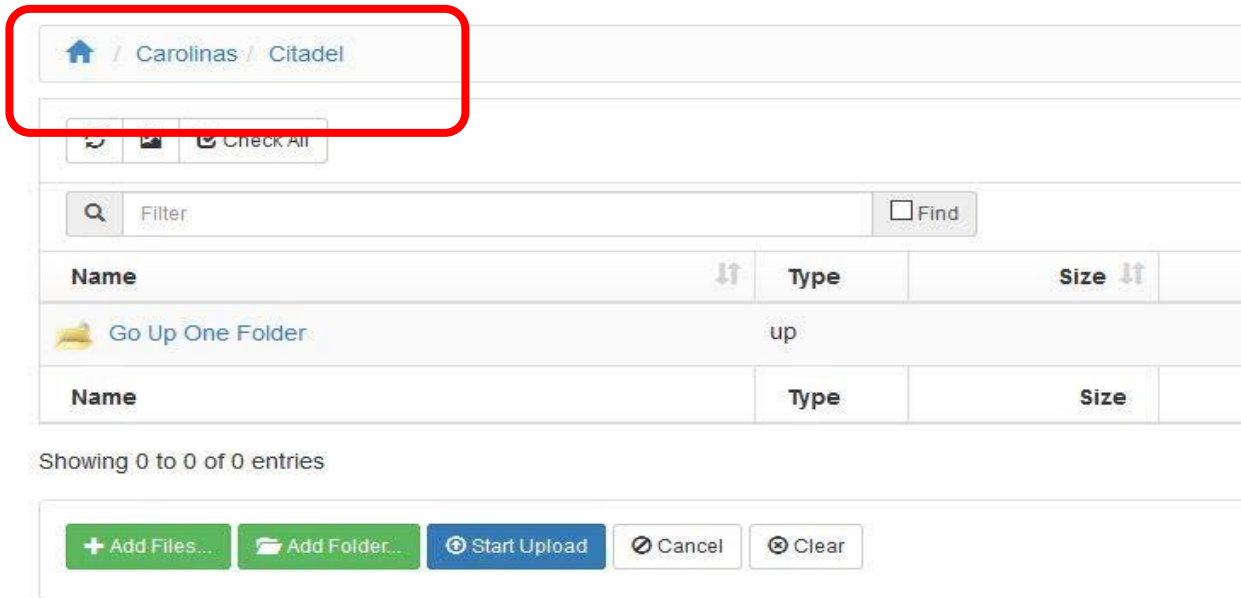 / Carolinas / Citadel
Check All
Filter Find
Name Type Size
Go Up One Folder up
Name Type Size
Showing 0 to 0 of 0 entries
+ Add Files... Add Folder... Start Upload Cancel Clear